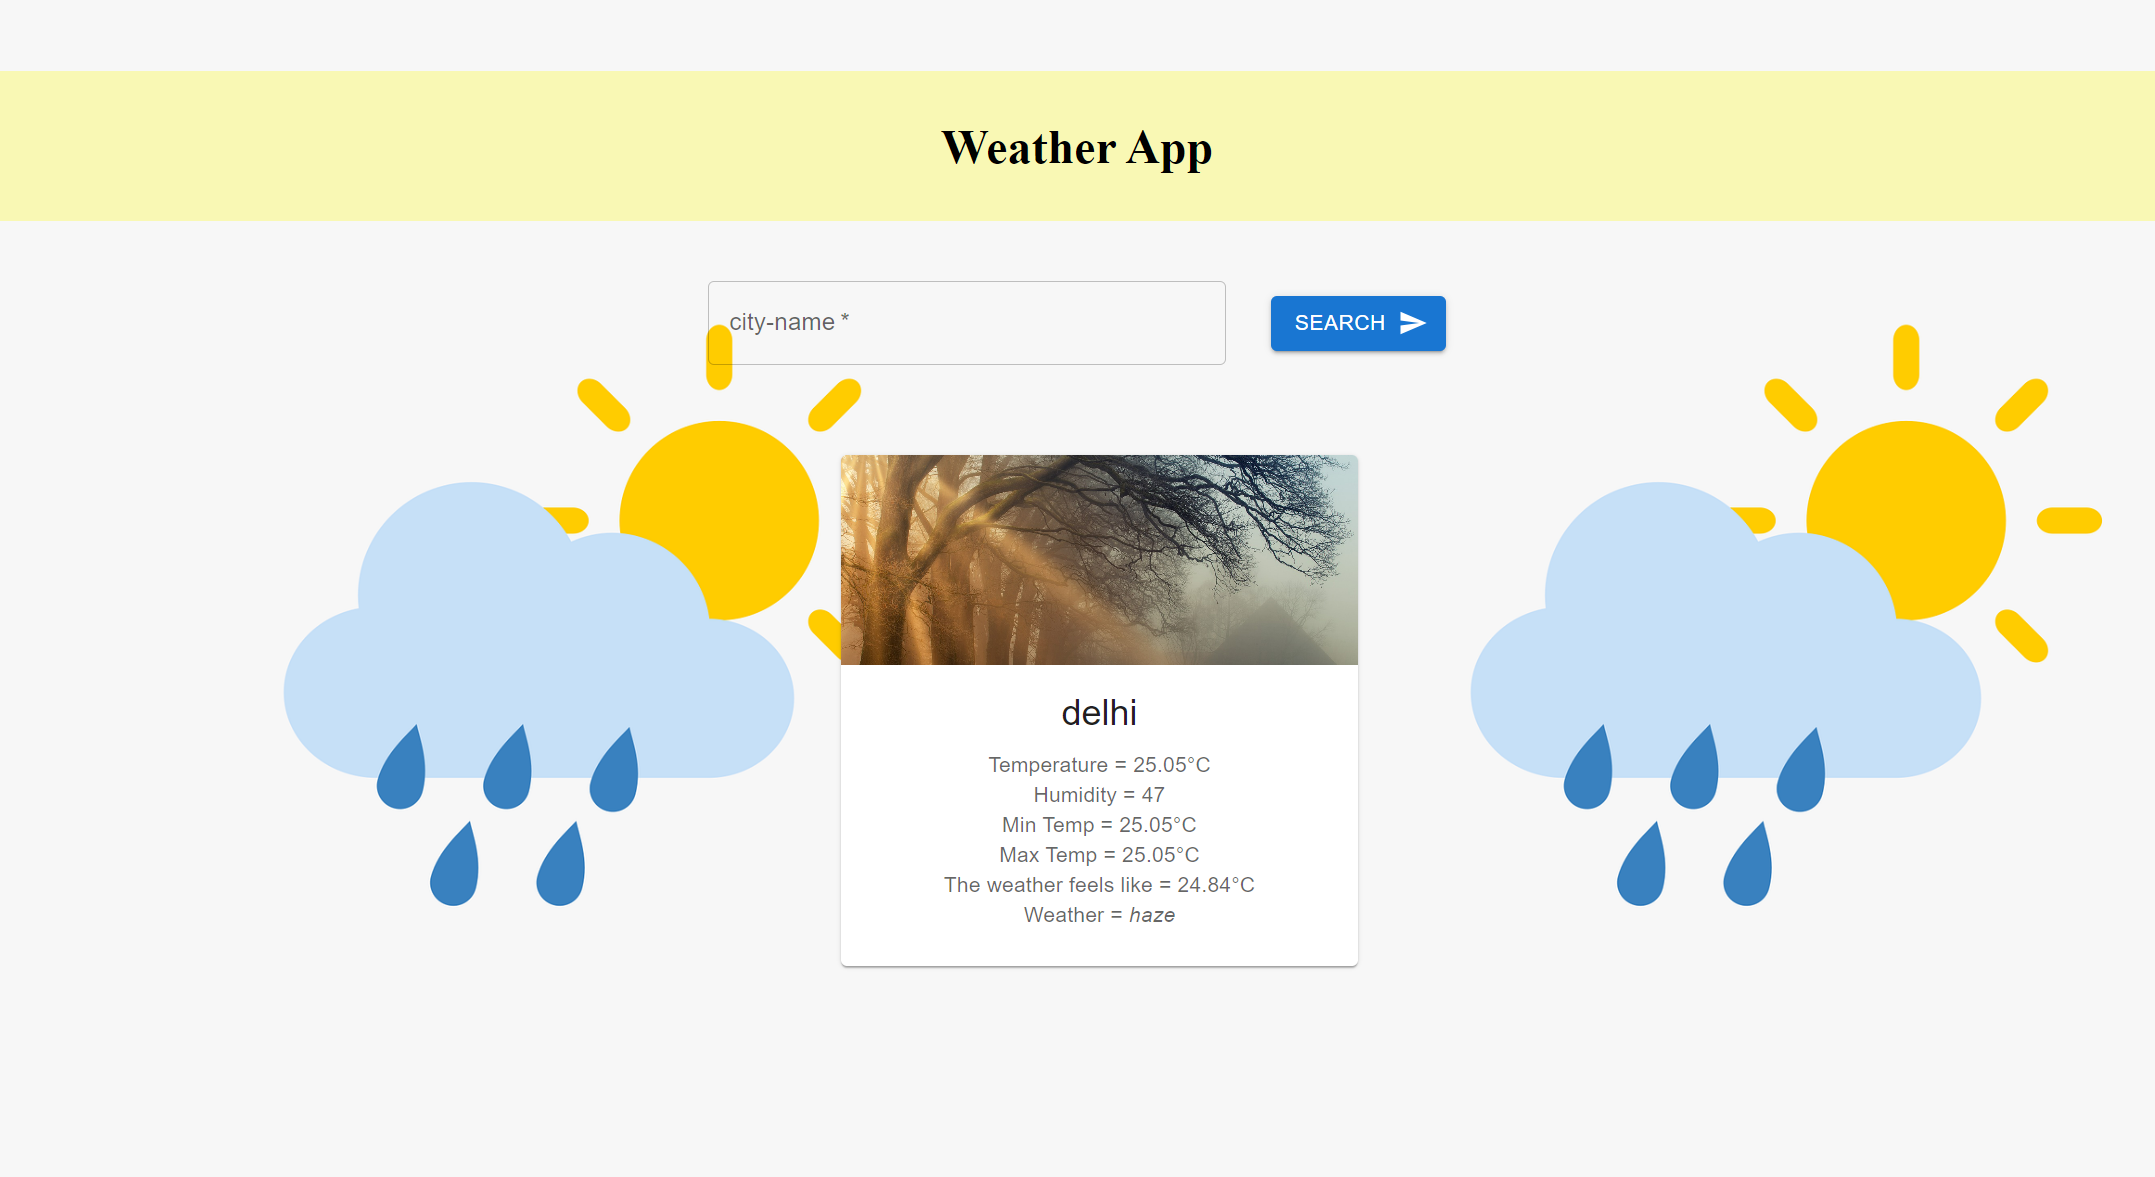 Weather App
city-name *
SEARCH
delhi
Temperature = 25.05°C
Humidity = 47
Min Temp = 25.05°C
Max Temp = 25.05°C
The weather feels like = 24.84°C
Weather = haze